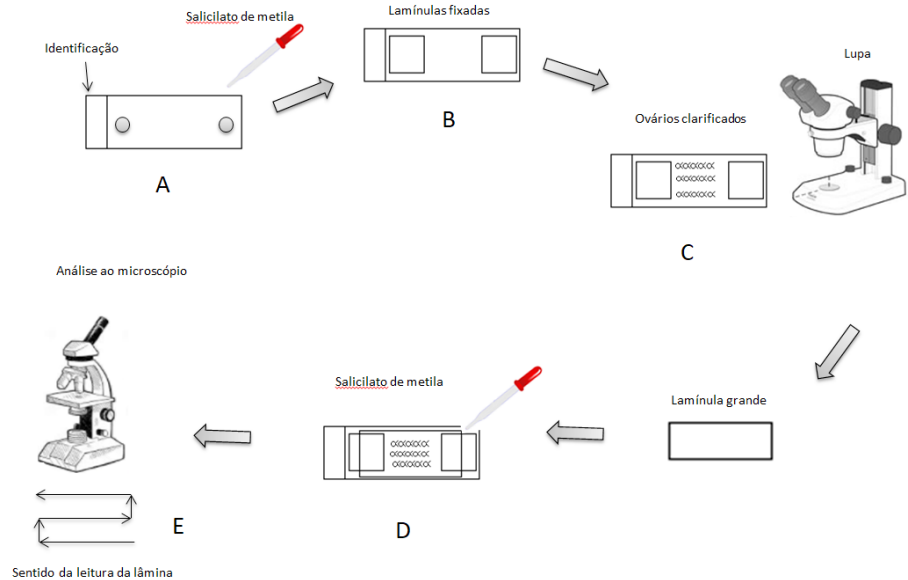 Salicilato de metila
Identificação
A
Lamínulas fixadas
B
Lupa
Ovários clarificados
C
Lamínula grande
Salicilato de metila
D
Análise ao microscópio
E
Sentido da leitura da lâmina